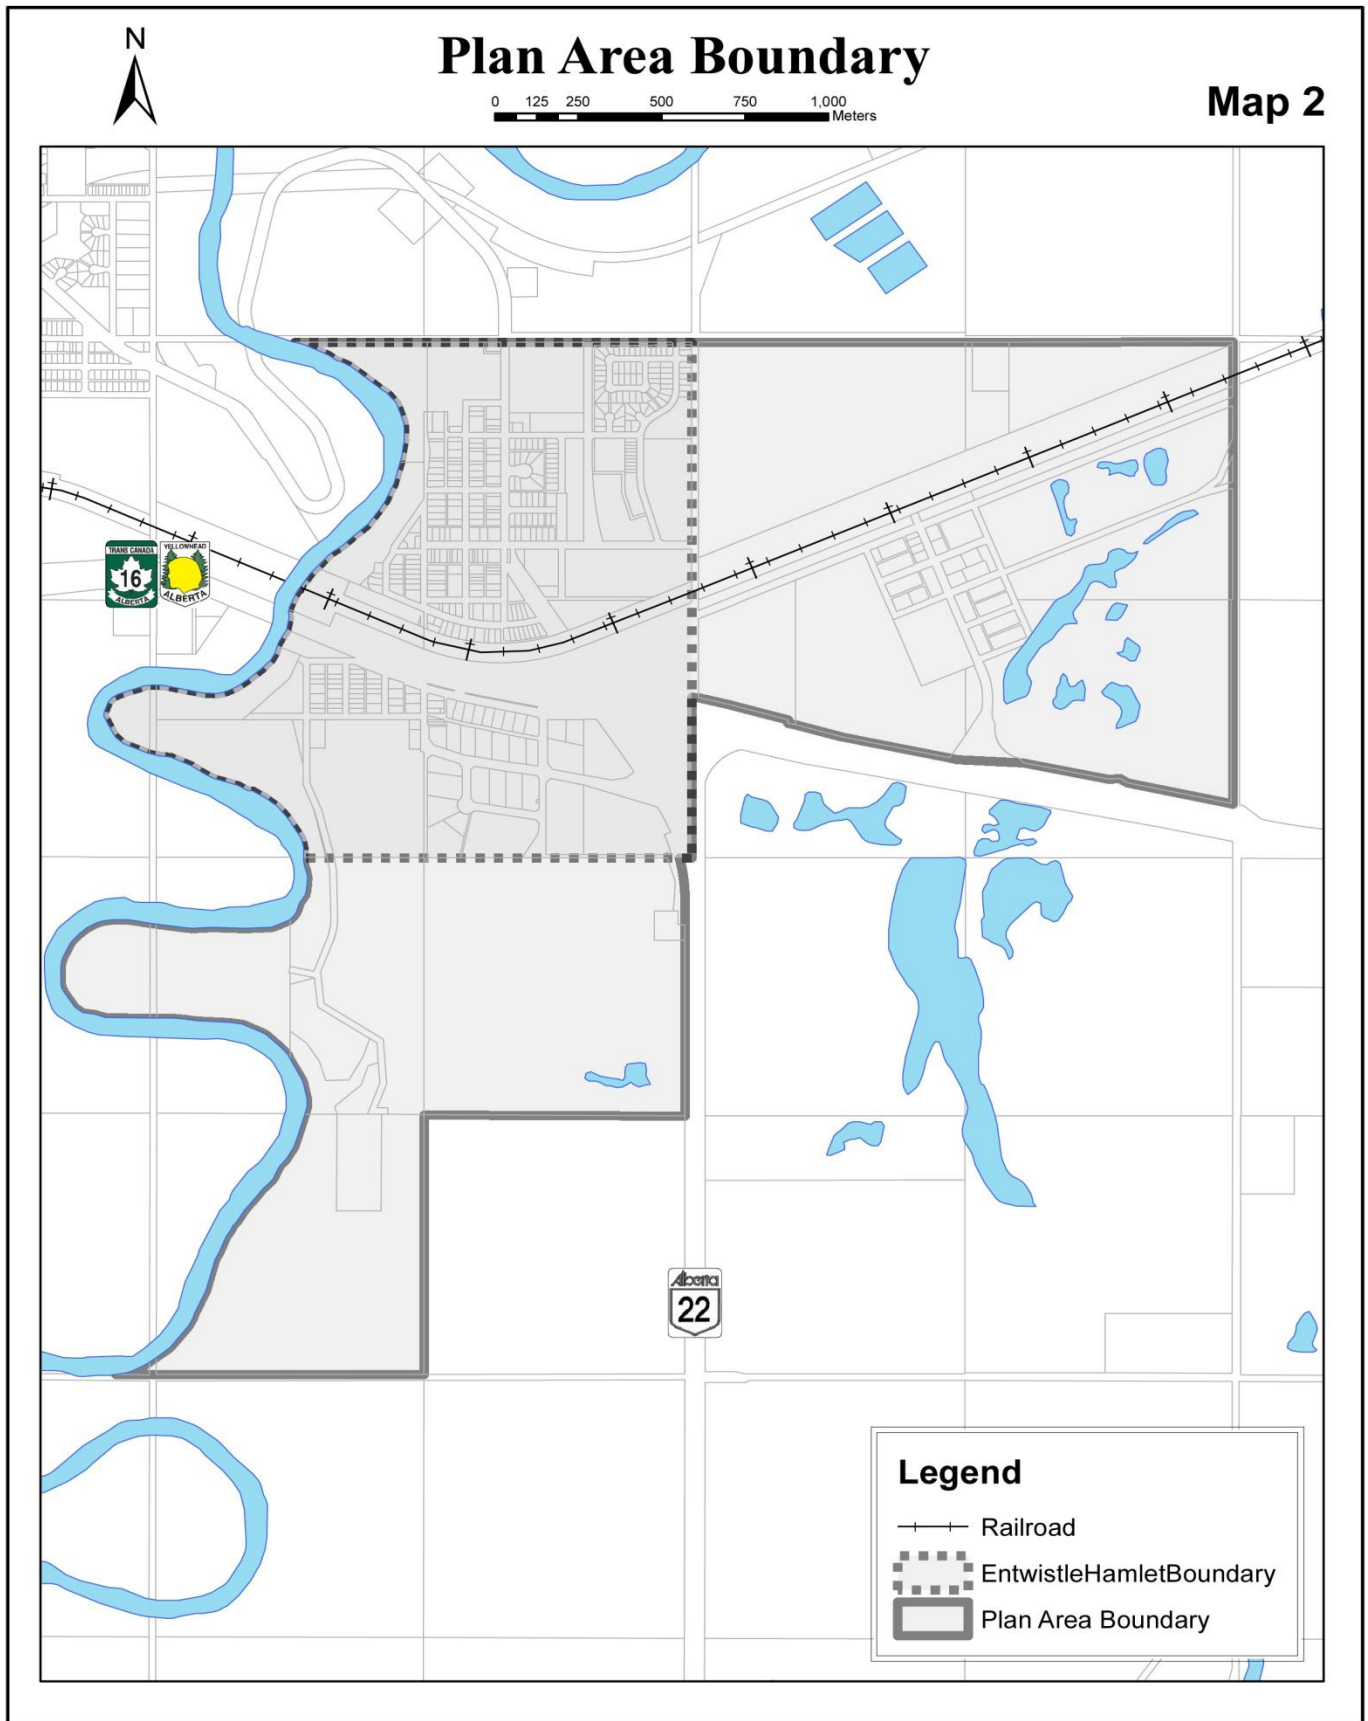 N
Plan Area Boundary
Map 2
0 125 250 500 750 1,000
Meters
TRANS CANADA
16
ALBERTA
YELLOWHEAD
ALBERTA
Alberta
22
Legend
Railroad
EntwistleHamletBoundary
Plan Area Boundary